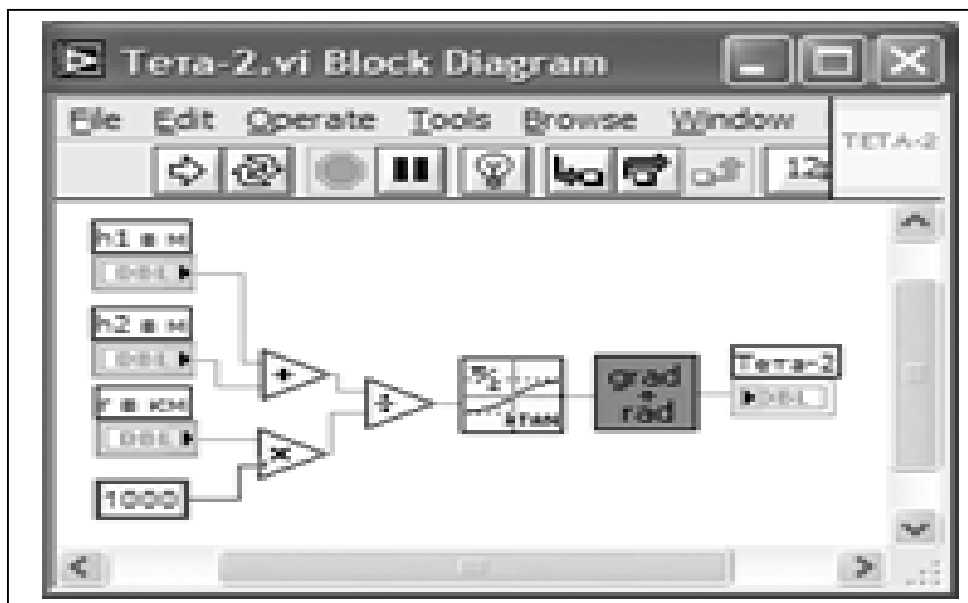 Тета-2.vi Block Diagram
File Edit Operate Tools Browse Window
ТЕТА-2
h1 в м
DBL
h2 в м
DBL
r в км
DBL
1000
+
×
÷
grad
rad
Тета-2
DBL